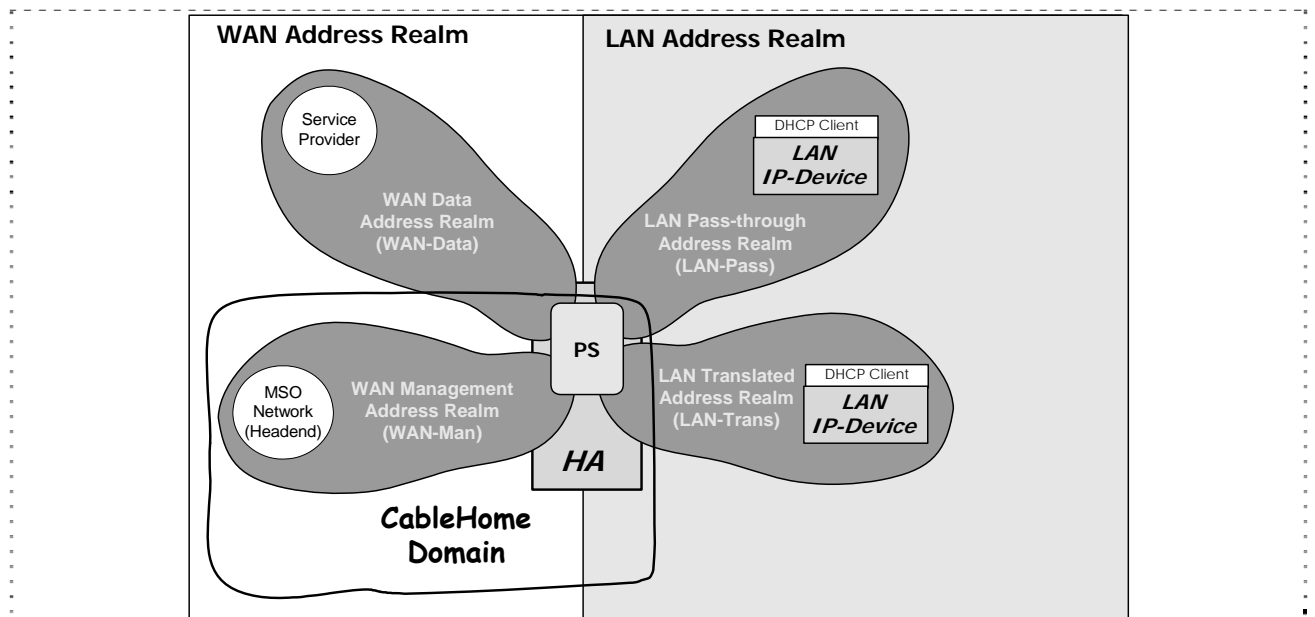 WAN Address Realm
LAN Address Realm
Service
Provider
DHCP Client
LAN
IP-Device
WAN Data
Address Realm
(WAN-Data)
LAN Pass-through
Address Realm
(LAN-Pass)
PS
MSO
Network
(Headend)
WAN Management
Address Realm
(WAN-Man)
LAN Translated
Address Realm
(LAN-Trans)
DHCP Client
LAN
IP-Device
HA
CableHome
Domain